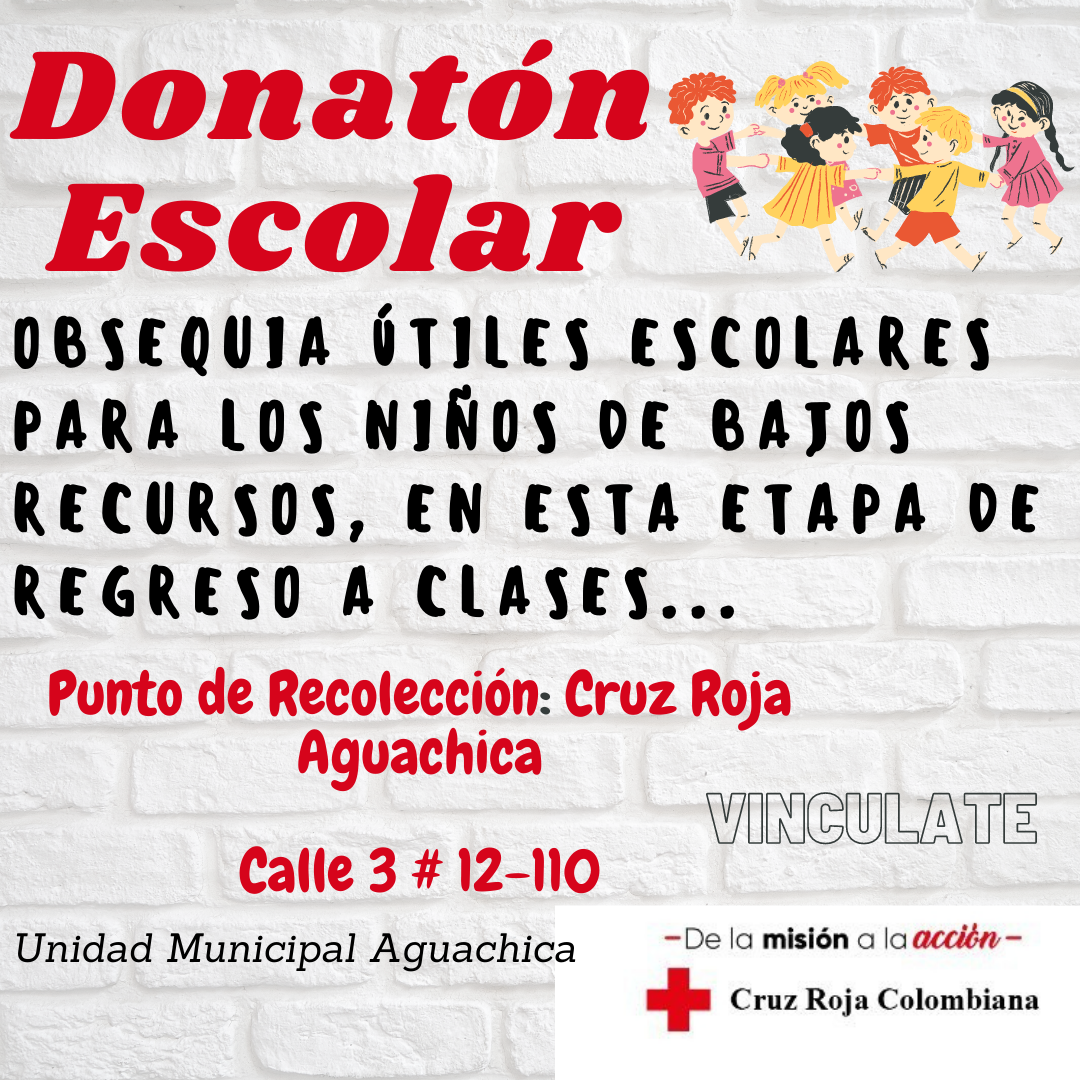 Donatón
Escolar
OBSEQUIA ÚTILES ESCOLARES
PARA LOS NIÑOS DE BAJOS
RECURSOS, EN ESTA ETAPA DE
REGRESO A CLASES...
Punto de Recolección: Cruz Roja
Aguachica
VINCULATE
Calle 3 # 12-110
Unidad Municipal Aguachica
-De la misión a la acción-
Cruz Roja Colombiana